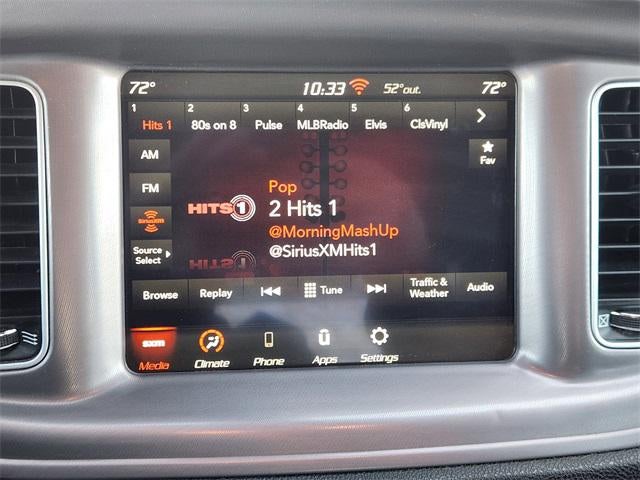 72° 10:33 52° out. 72°
1 2 3 4 5 6
Hits 1 80s on 8 Pulse MLBRadio Elvis ClsVinyl
AM
Fav
FM
Pop
HITS 1 2 Hits 1
SiriusXM
@MorningMashUp
Source
Select
@SiriusXMHits1
Browse Replay Tune Traffic & Weather Audio
sxm
Media Climate Phone Apps Settings